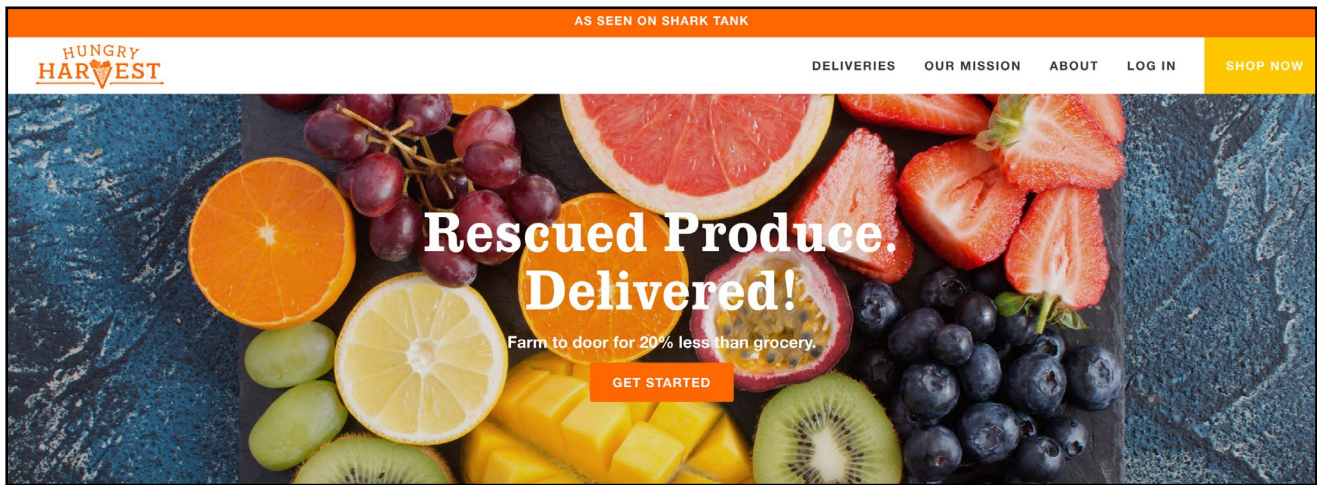 AS SEEN ON SHARK TANK
HUNGRY
HARVEST
DELIVERIES
OUR MISSION
ABOUT
LOG IN
SHOP NOW
Rescued Produce.
Delivered!
Farm to door for 20% less than grocery.
GET STARTED